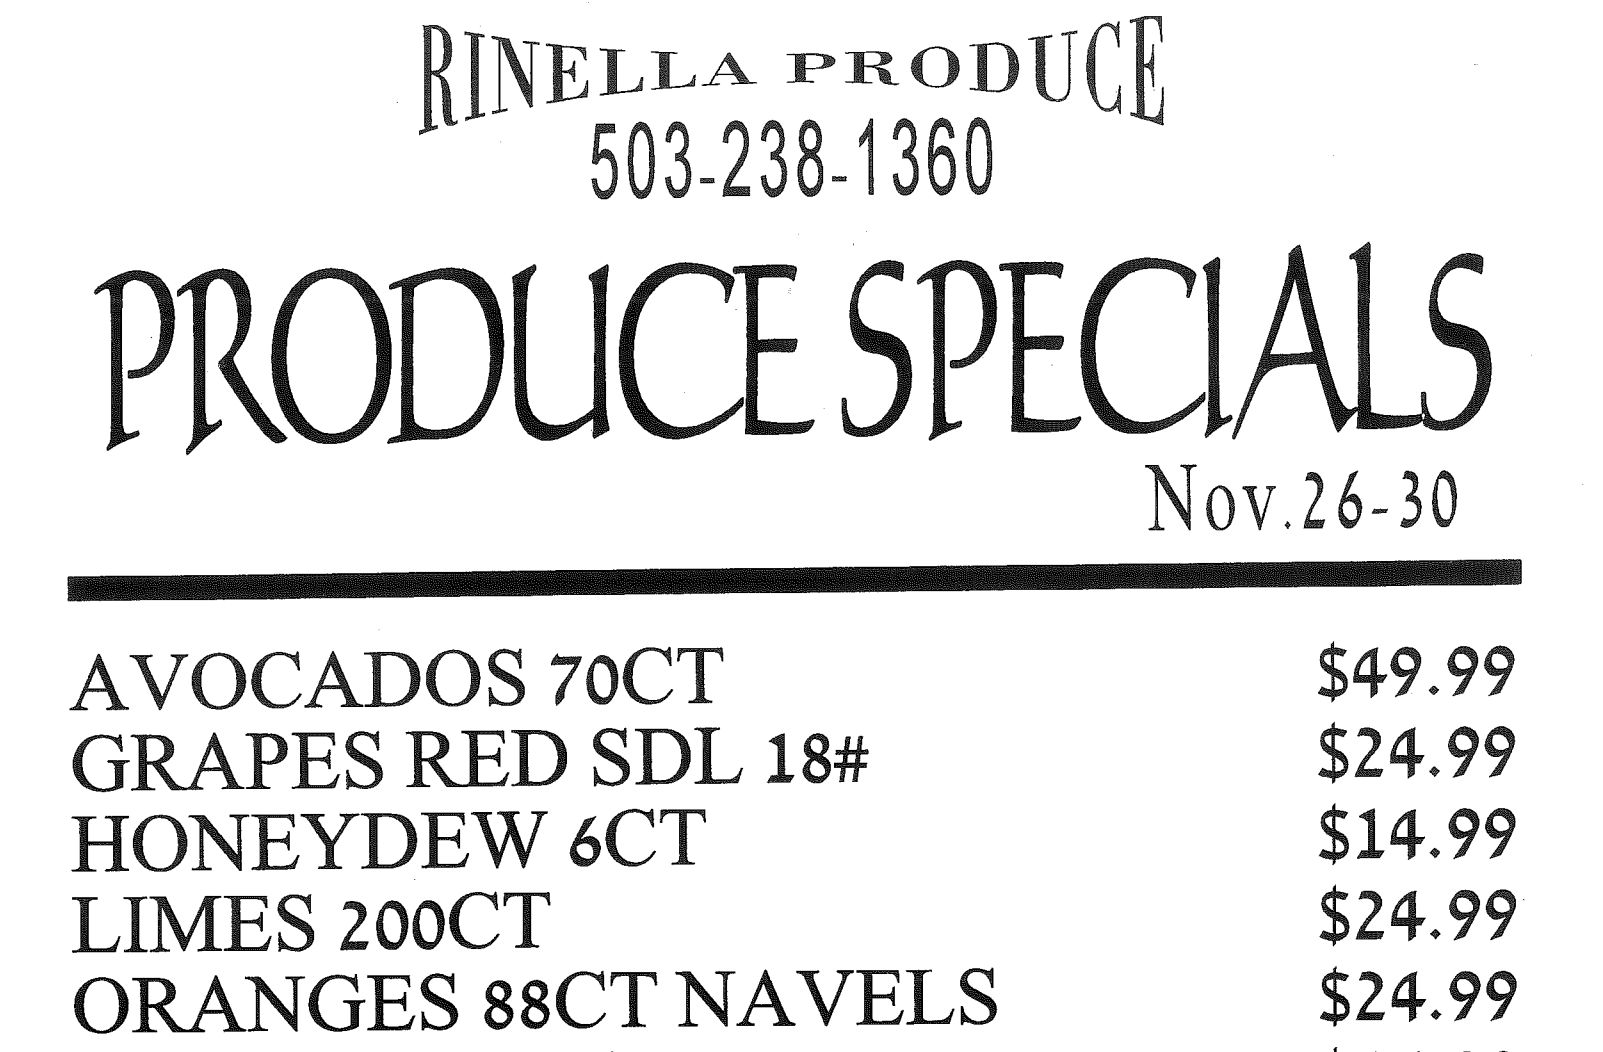 RINELLA PRODUCE
503-238-1360
PRODUCE SPECIALS
Nov.26-30
AVOCADOS 70CT $49.99
GRAPES RED SDL 18# $24.99
HONEYDEW 6CT $14.99
LIMES 200CT $24.99
ORANGES 88CT NAVELS $24.99